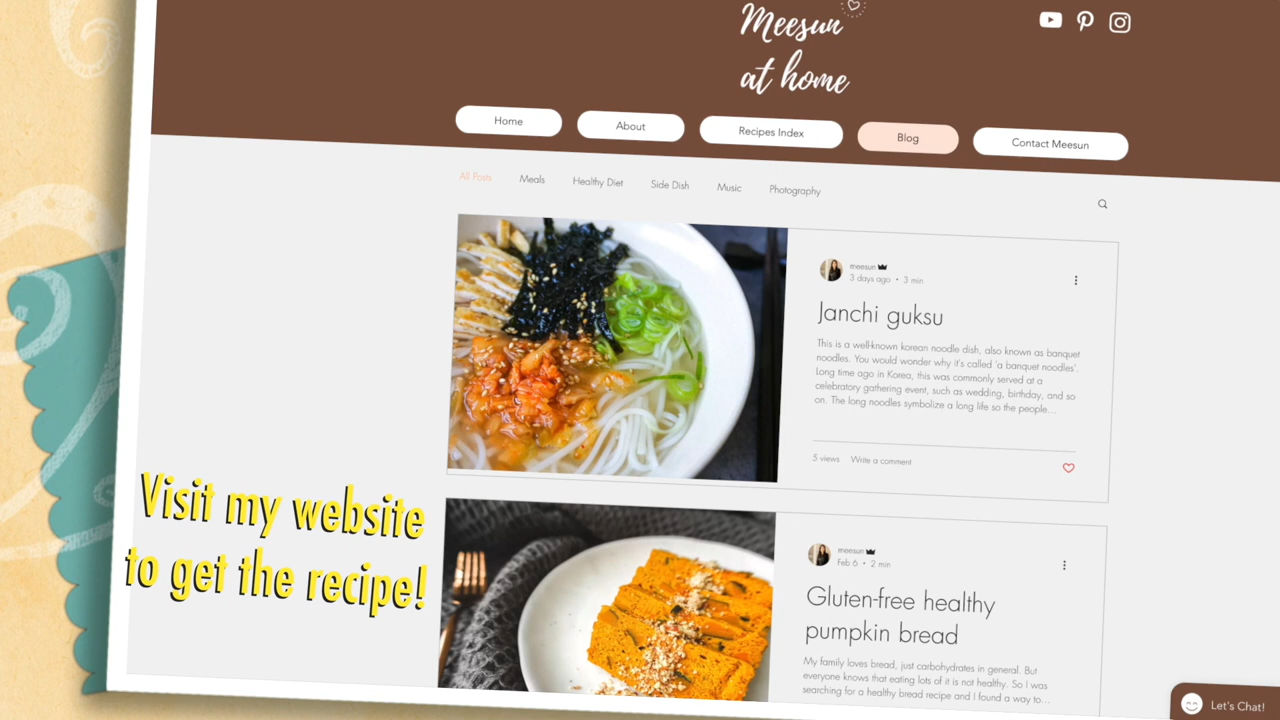 Meesun
at home
Home
About
Recipes Index
Blog
Contact Meesun
All Posts
Meals
Healthy Diet
Side Dish
Music
Photography
meesun
3 days ago • 3 min
Janchi guksu
This is a well-known korean noodle dish, also known as banquet
noodles. You would wonder why it's called 'a banquet noodles'.
Long time ago in Korea, this was commonly served at a
celebratory gathering event, such as wedding, birthday, and so
on. The long noodles symbolize a long life so the people...
5 views Write a comment
Visit my website
to get the recipe!
meesun
Feb 6 • 2 min
Gluten-free healthy
pumpkin bread
My family loves bread, just carbohydrates in general. But
everyone knows that eating lots of it is not healthy. So I was
searching for a healthy bread recipe and I found a way to...
Let's Chat!